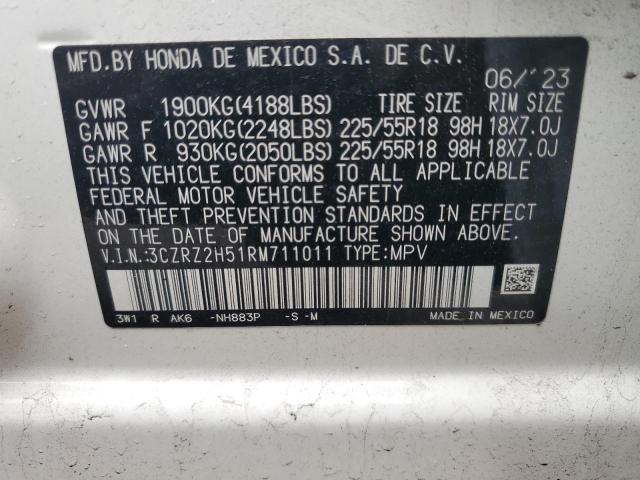 MFD.BY HONDA DE MEXICO S.A. DE C.V.
06/'23
GVWR 1900KG(4188LBS) TIRE SIZE RIM SIZE
GAWR F 1020KG(2248LBS) 225/55R18 98H 18X7.0J
GAWR R 930KG(2050LBS) 225/55R18 98H 18X7.0J
THIS VEHICLE CONFORMS TO ALL APPLICABLE
FEDERAL MOTOR VEHICLE SAFETY
AND THEFT PREVENTION STANDARDS IN EFFECT
ON THE DATE OF MANUFACTURE SHOWN ABOVE.
V.I.N.:3CZRZ2H51RM711011 TYPE:MPV
3W1 R AK6 -NH883P -S -M MADE IN MEXICO